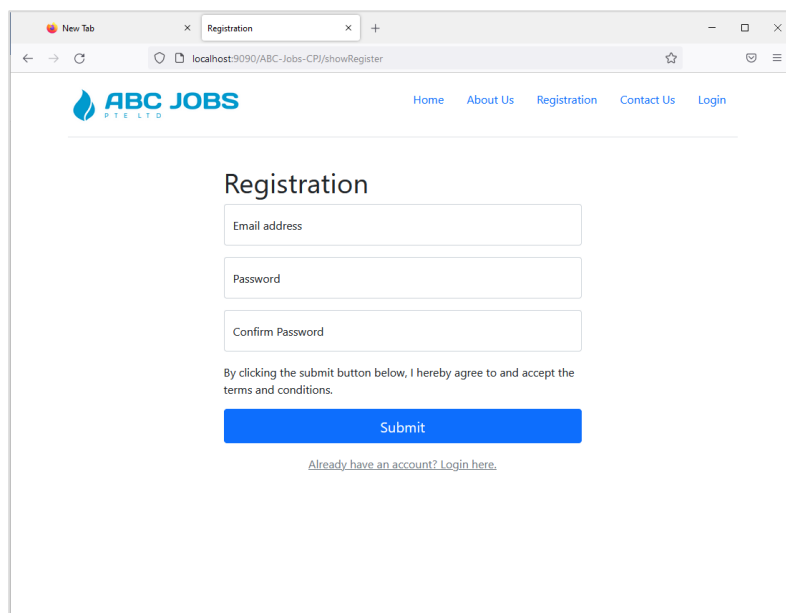 New Tab
Registration
localhost:9090/ABC-Jobs-CPJ/showRegister
ABC JOBS
PTE LTD
Home About Us Registration Contact Us Login
Registration
Email address
Password
Confirm Password
By clicking the submit button below, I hereby agree to and accept the
terms and conditions.
Submit
Already have an account? Login here.